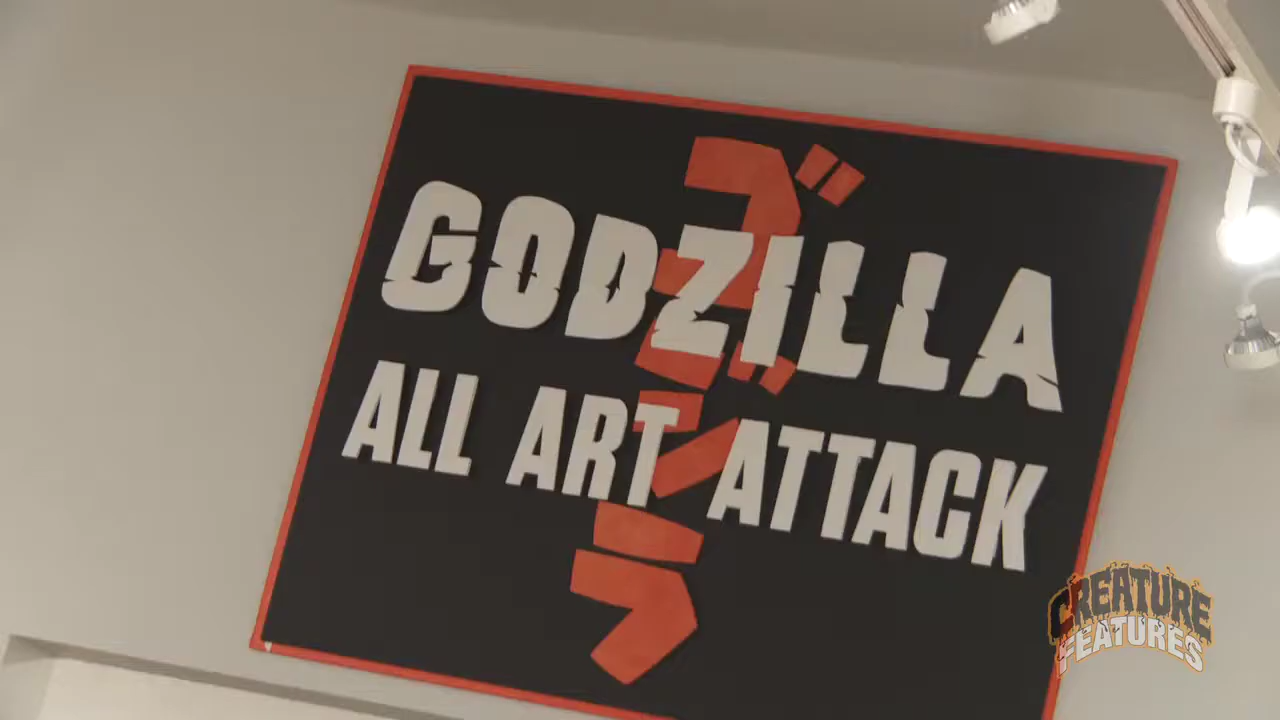 GODZILLA
ALL ART ATTACK
ゴジラ
CREATURE
FEATURES